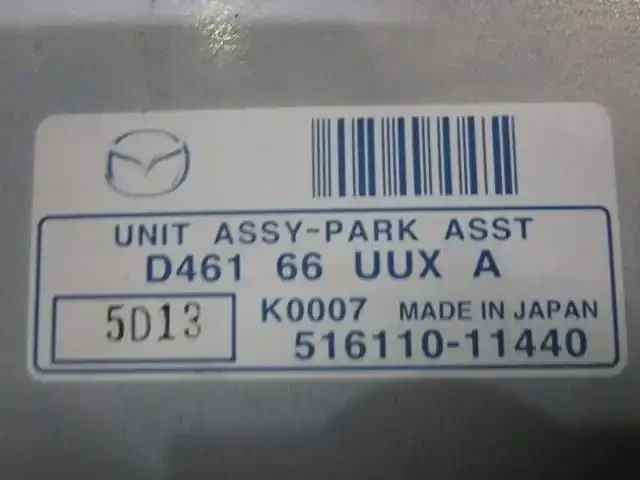 UNIT ASSY-PARK ASST
D461 66 UUX A
5D13
K0007 MADE IN JAPAN
516110-11440